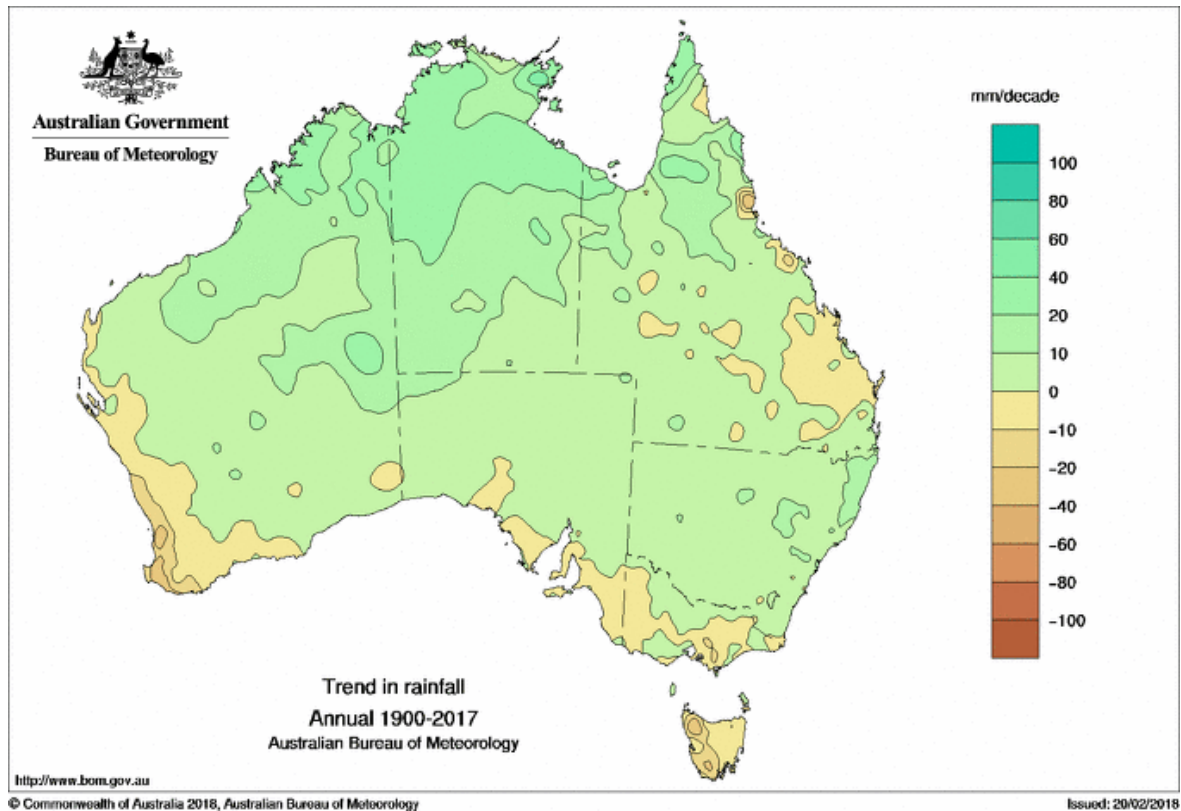 Australian Government
Bureau of Meteorology
mm/decade
100
80
60
40
20
10
0
-10
-20
-40
-60
-80
-100
Trend in rainfall
Annual 1900-2017
Australian Bureau of Meteorology
http://www.bom.gov.au
© Commonwealth of Australia 2018, Australian Bureau of Meteorology
Issued: 20/02/2018